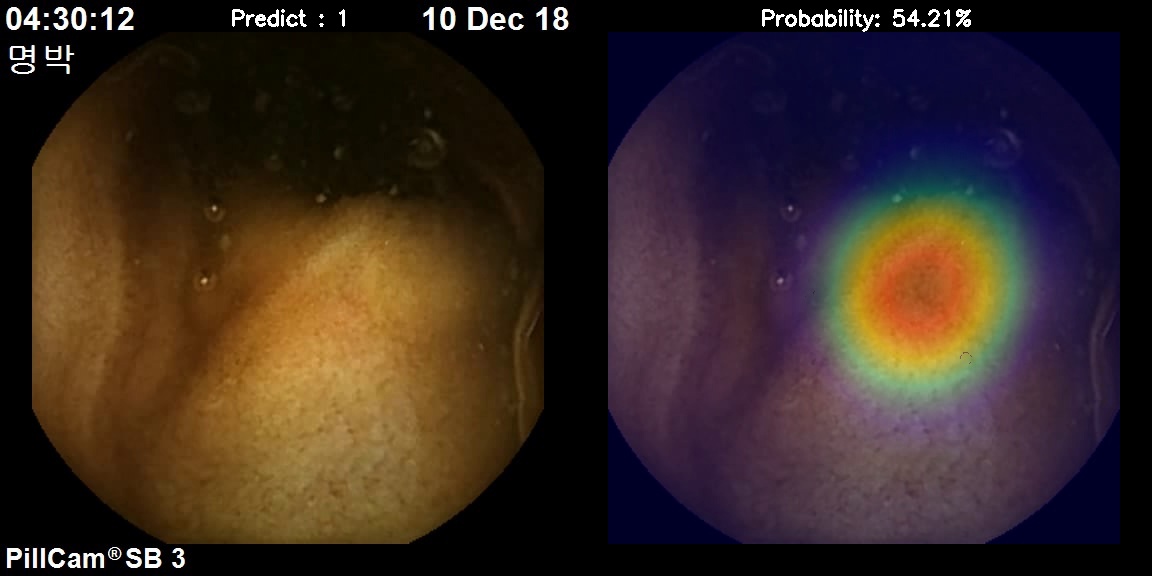 04:30:12
Predict : 1
10 Dec 18
Probability: 54.21%
명박
PillCam® SB 3